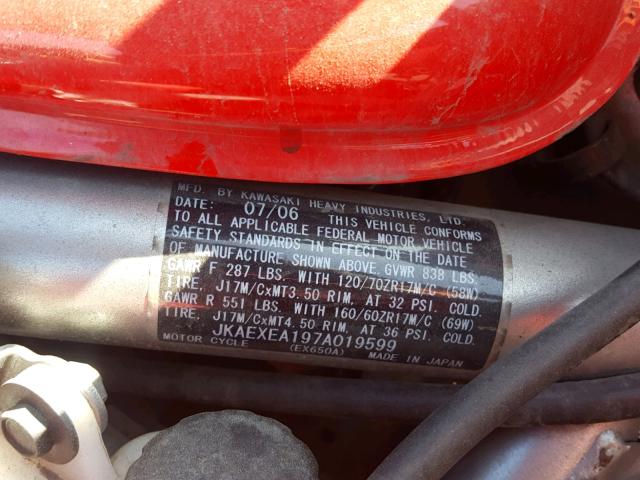 MFD. BY KAWASAKI HEAVY INDUSTRIES, LTD.
DATE: 07/06 THIS VEHICLE CONFORMS
TO ALL APPLICABLE FEDERAL MOTOR VEHICLE
SAFETY STANDARDS IN EFFECT ON THE DATE
OF MANUFACTURE SHOWN ABOVE. GVWR 838 LBS.
GAWR F 287 LBS. WITH 120/70ZR17M/C (58W)
TIRE, J17M/CxMT3.50 RIM, AT 32 PSI. COLD.
GAWR R 551 LBS. WITH 160/60ZR17M/C (69W)
TIRE, J17M/CxMT4.50 RIM, AT 36 PSI. COLD.
JKAEXEA197A019599
MOTOR CYCLE (EX650A) MADE IN JAPAN